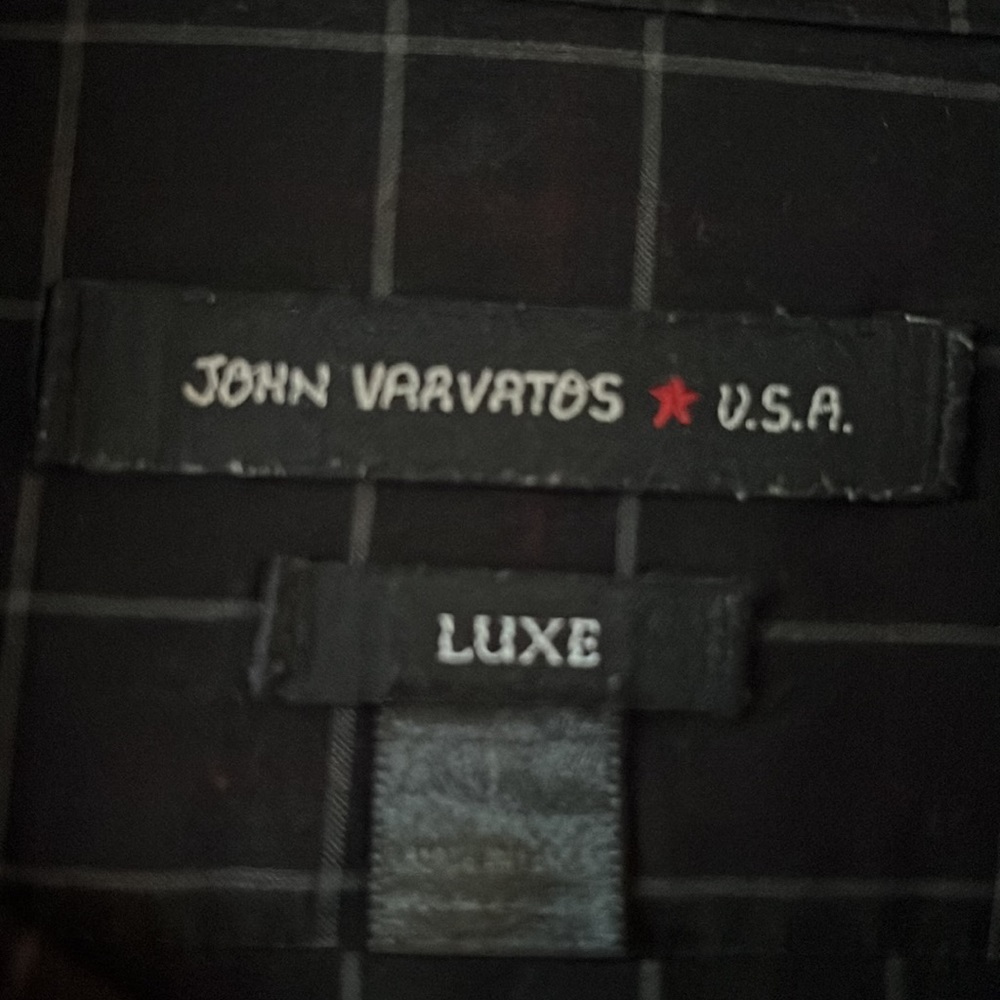 JOHN VARVATOS ★ U.S.A.
LUXE